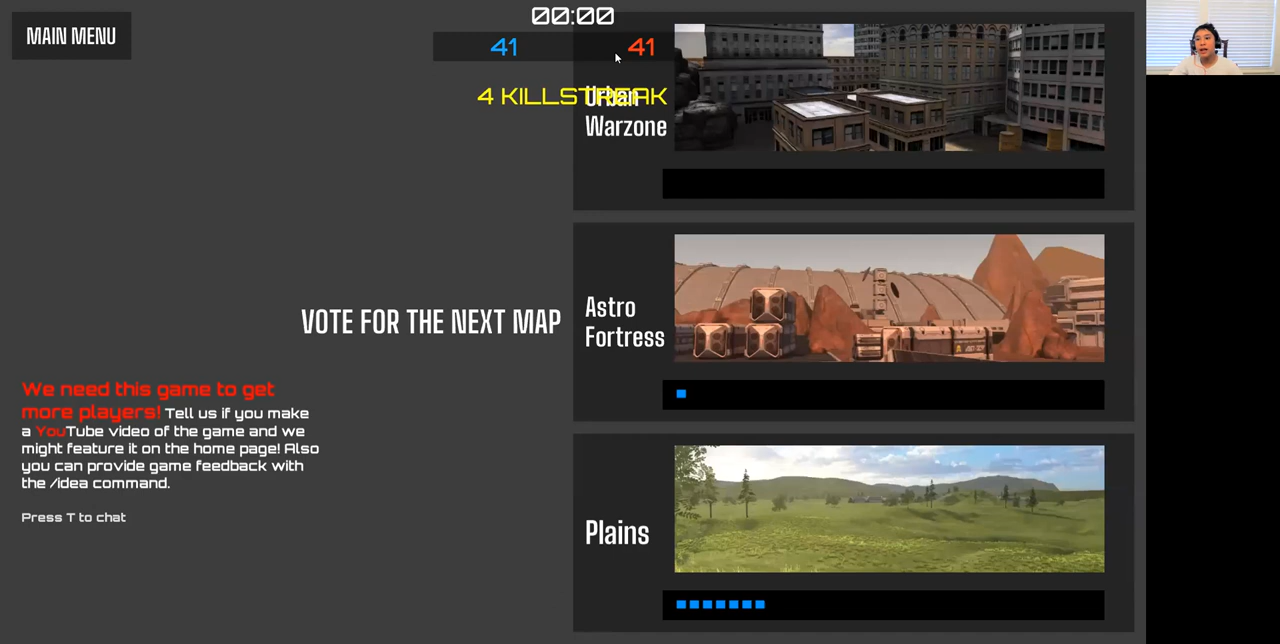 MAIN MENU
00:00
41 41
4 KILLSTREAK
Urban
Warzone
VOTE FOR THE NEXT MAP
Astro
Fortress
We need this game to get
more players! Tell us if you make
a YouTube video of the game and we
might feature it on the home page! Also
you can provide game feedback with
the /idea command.
Press T to chat
Plains